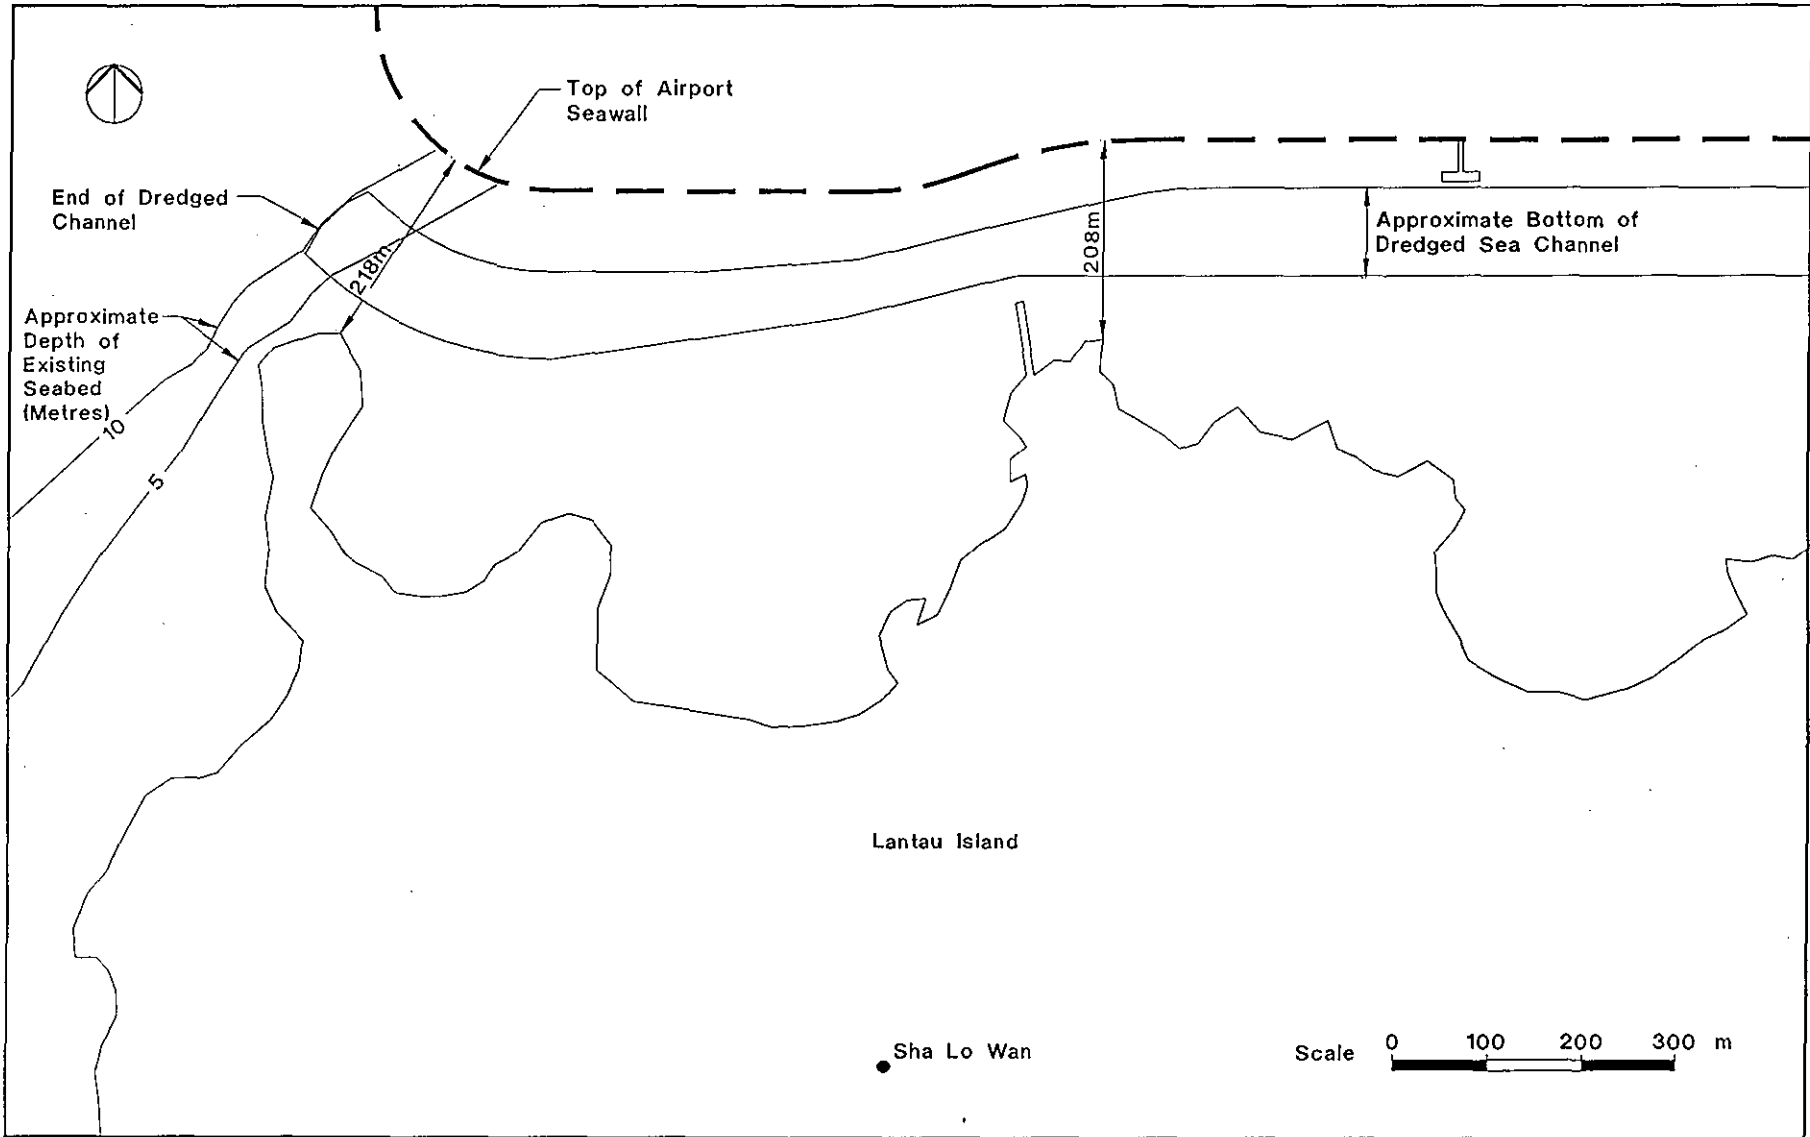 Top of Airport
Seawall
End of Dredged
Channel
218m
208m
Approximate Bottom of
Dredged Sea Channel
Approximate
Depth of
Existing
Seabed
(Metres)
10
5
Lantau Island
Sha Lo Wan
Scale
0 100 200 300 m